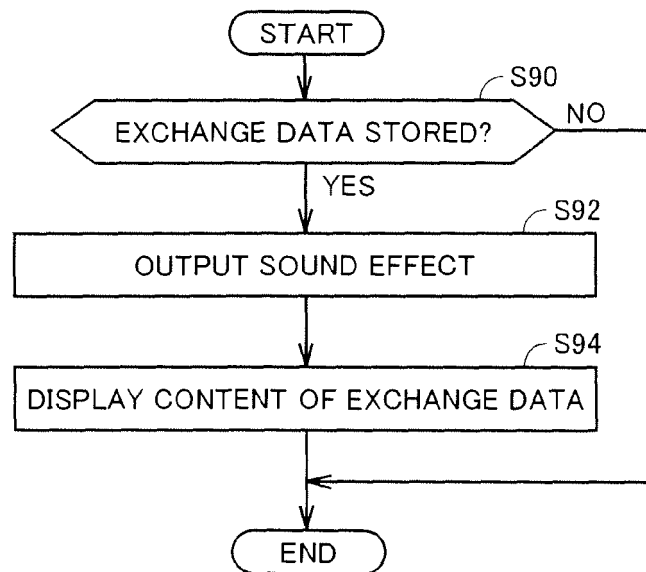 START
S90
EXCHANGE DATA STORED?
NO
YES
S92
OUTPUT SOUND EFFECT
S94
DISPLAY CONTENT OF EXCHANGE DATA
END